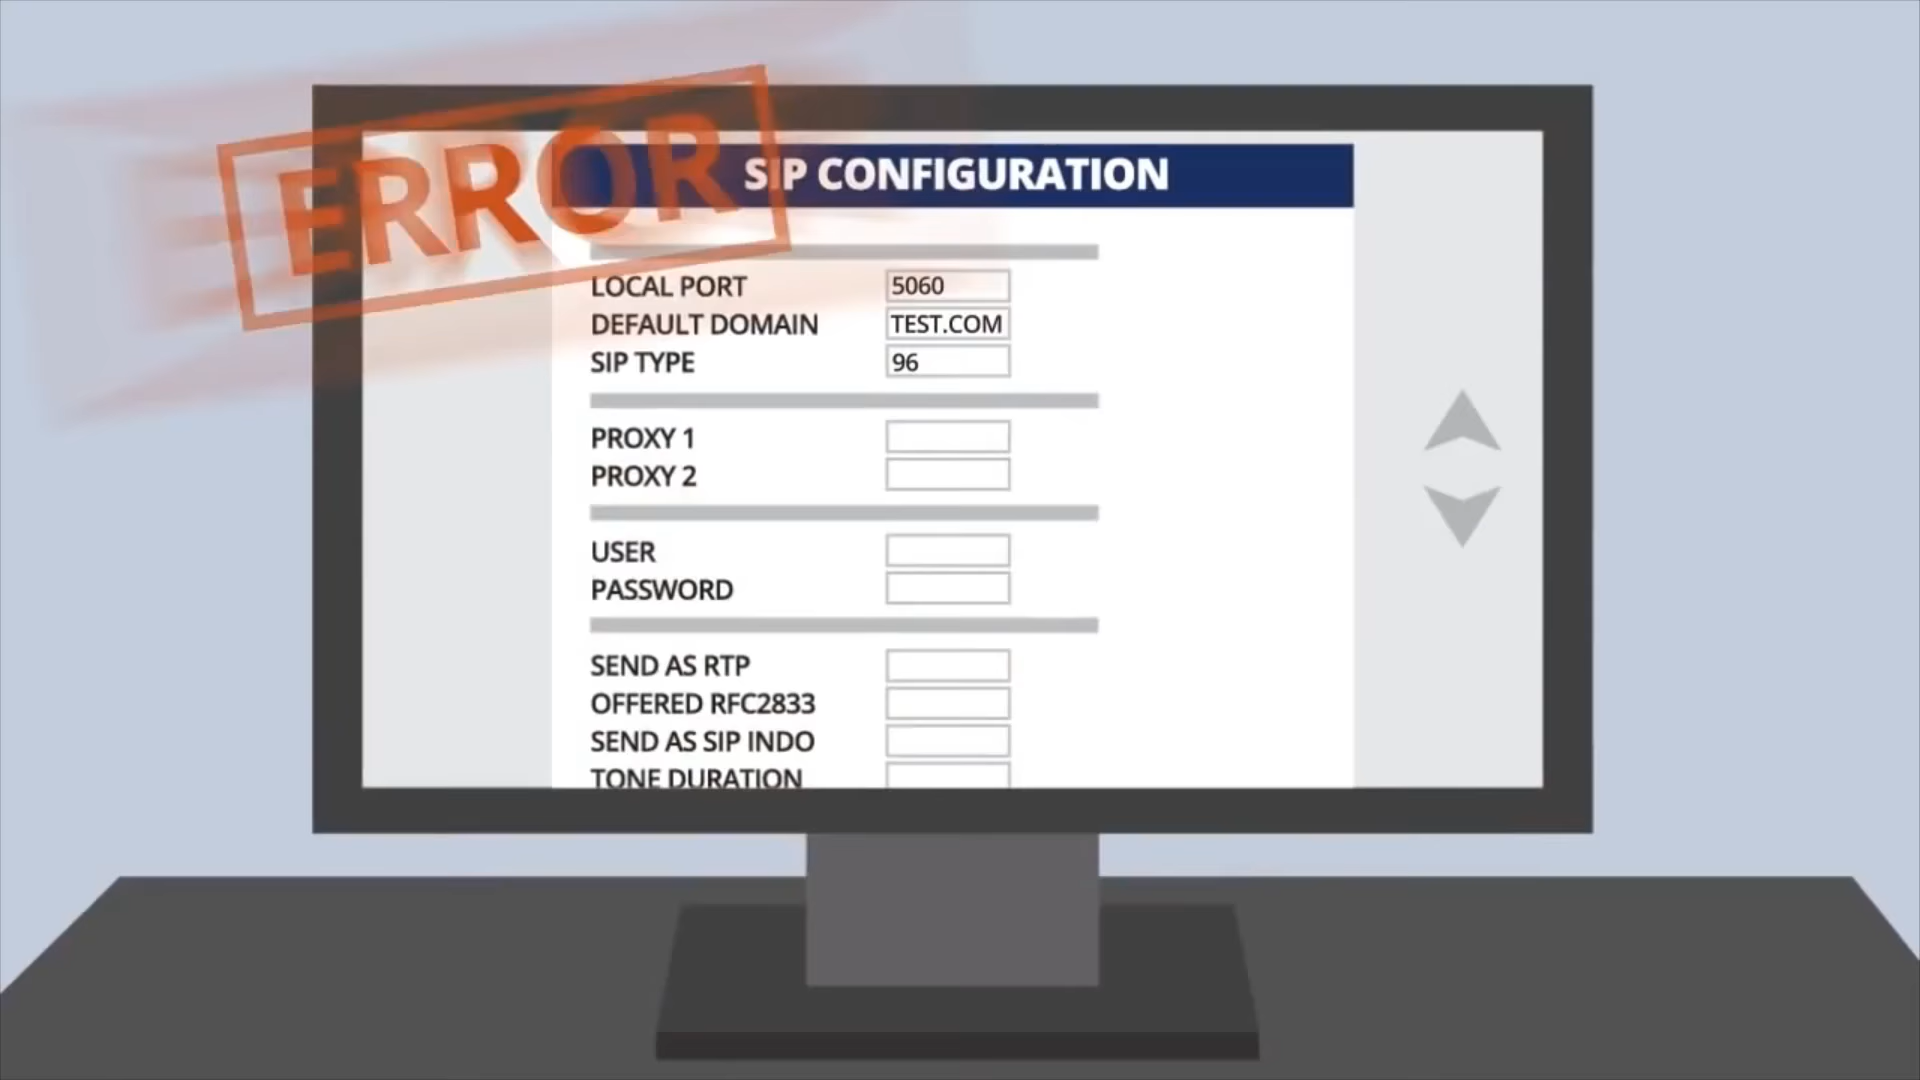 ERROR
SIP CONFIGURATION
LOCAL PORT 5060
DEFAULT DOMAIN TEST.COM
SIP TYPE 96
PROXY 1
PROXY 2
USER
PASSWORD
SEND AS RTP
OFFERED RFC2833
SEND AS SIP INDO
TONE DURATION